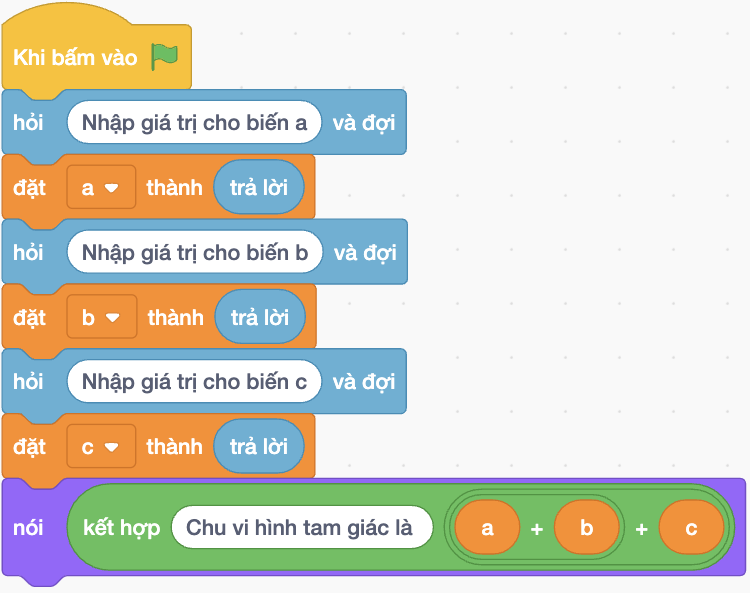 Khi bấm vào
hỏi Nhập giá trị cho biến a và đợi
đặt a thành trả lời
hỏi Nhập giá trị cho biến b và đợi
đặt b thành trả lời
hỏi Nhập giá trị cho biến c và đợi
đặt c thành trả lời
nói kết hợp Chu vi hình tam giác là a + b + c